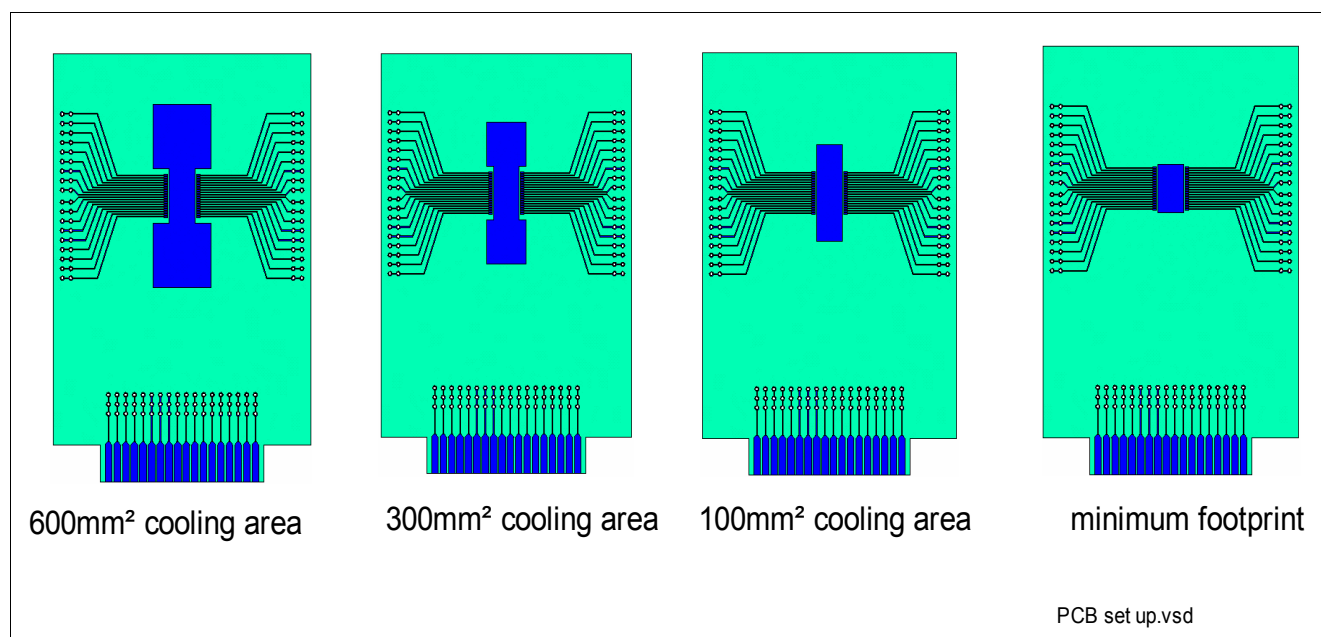 600mm² cooling area
300mm² cooling area
100mm² cooling area
minimum footprint
PCB set up.vsd